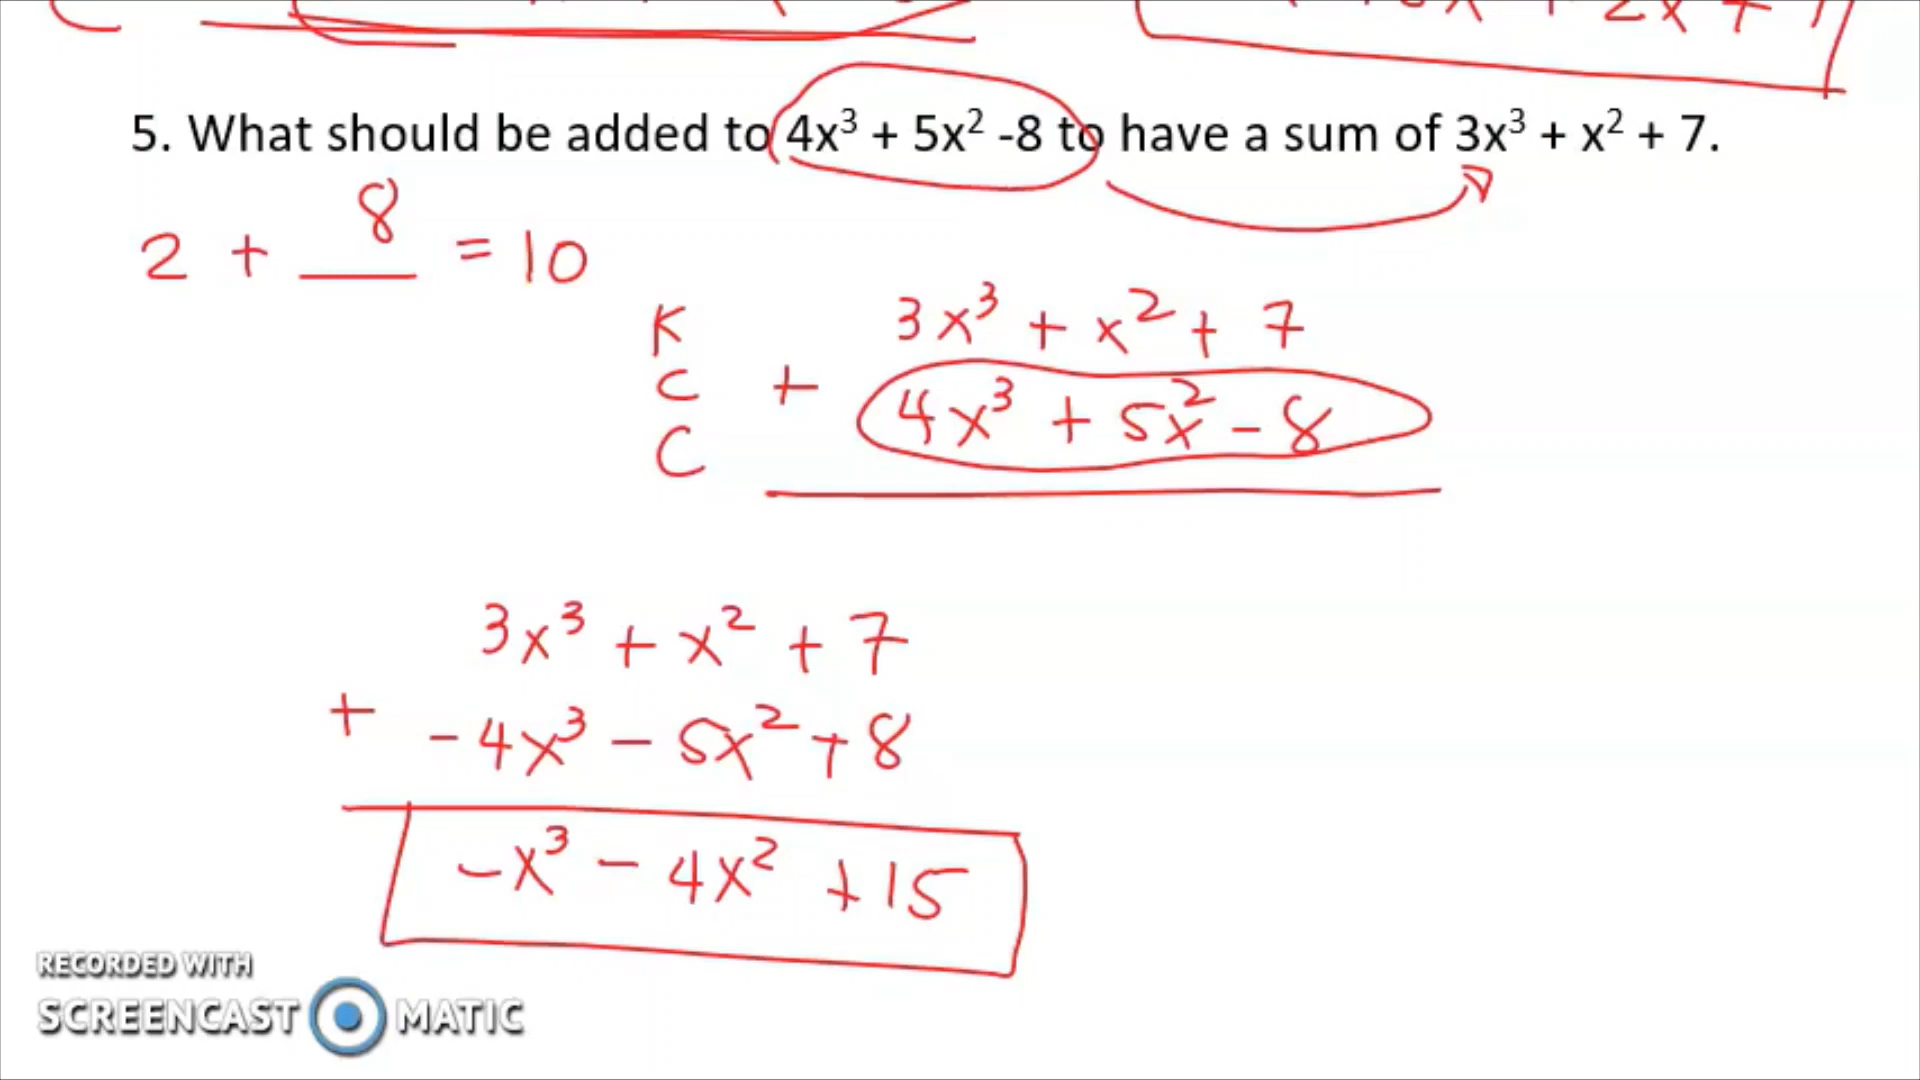 2x + 1
5. What should be added to 4x³ + 5x² -8 to have a sum of 3x³ + x² + 7.
2 + 8 = 10
K 3x³ + x² + 7
C + 4x³ + 5x² - 8
C
3x³ + x² + 7
+ - 4x³ - 5x² + 8
-x³ - 4x² + 15
RECORDED WITH
SCREENCAST MATIC